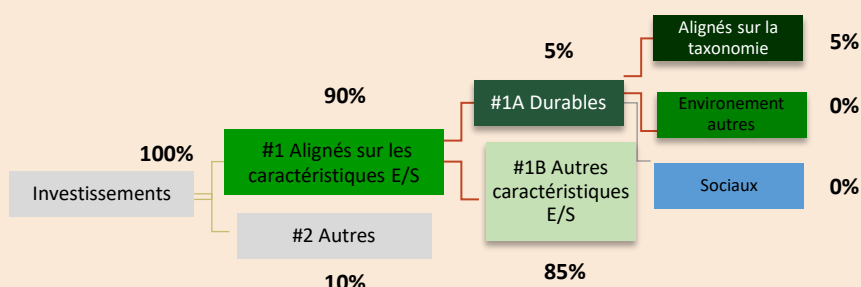 Alignés sur la
taxonomie
5%
5%
90%
#1A Durables
Environement
autres
0%
100%
#1 Alignés sur les
caractéristiques E/S
#1B Autres
caractéristiques
E/S
Investissements
Sociaux
0%
#2 Autres
10%
85%